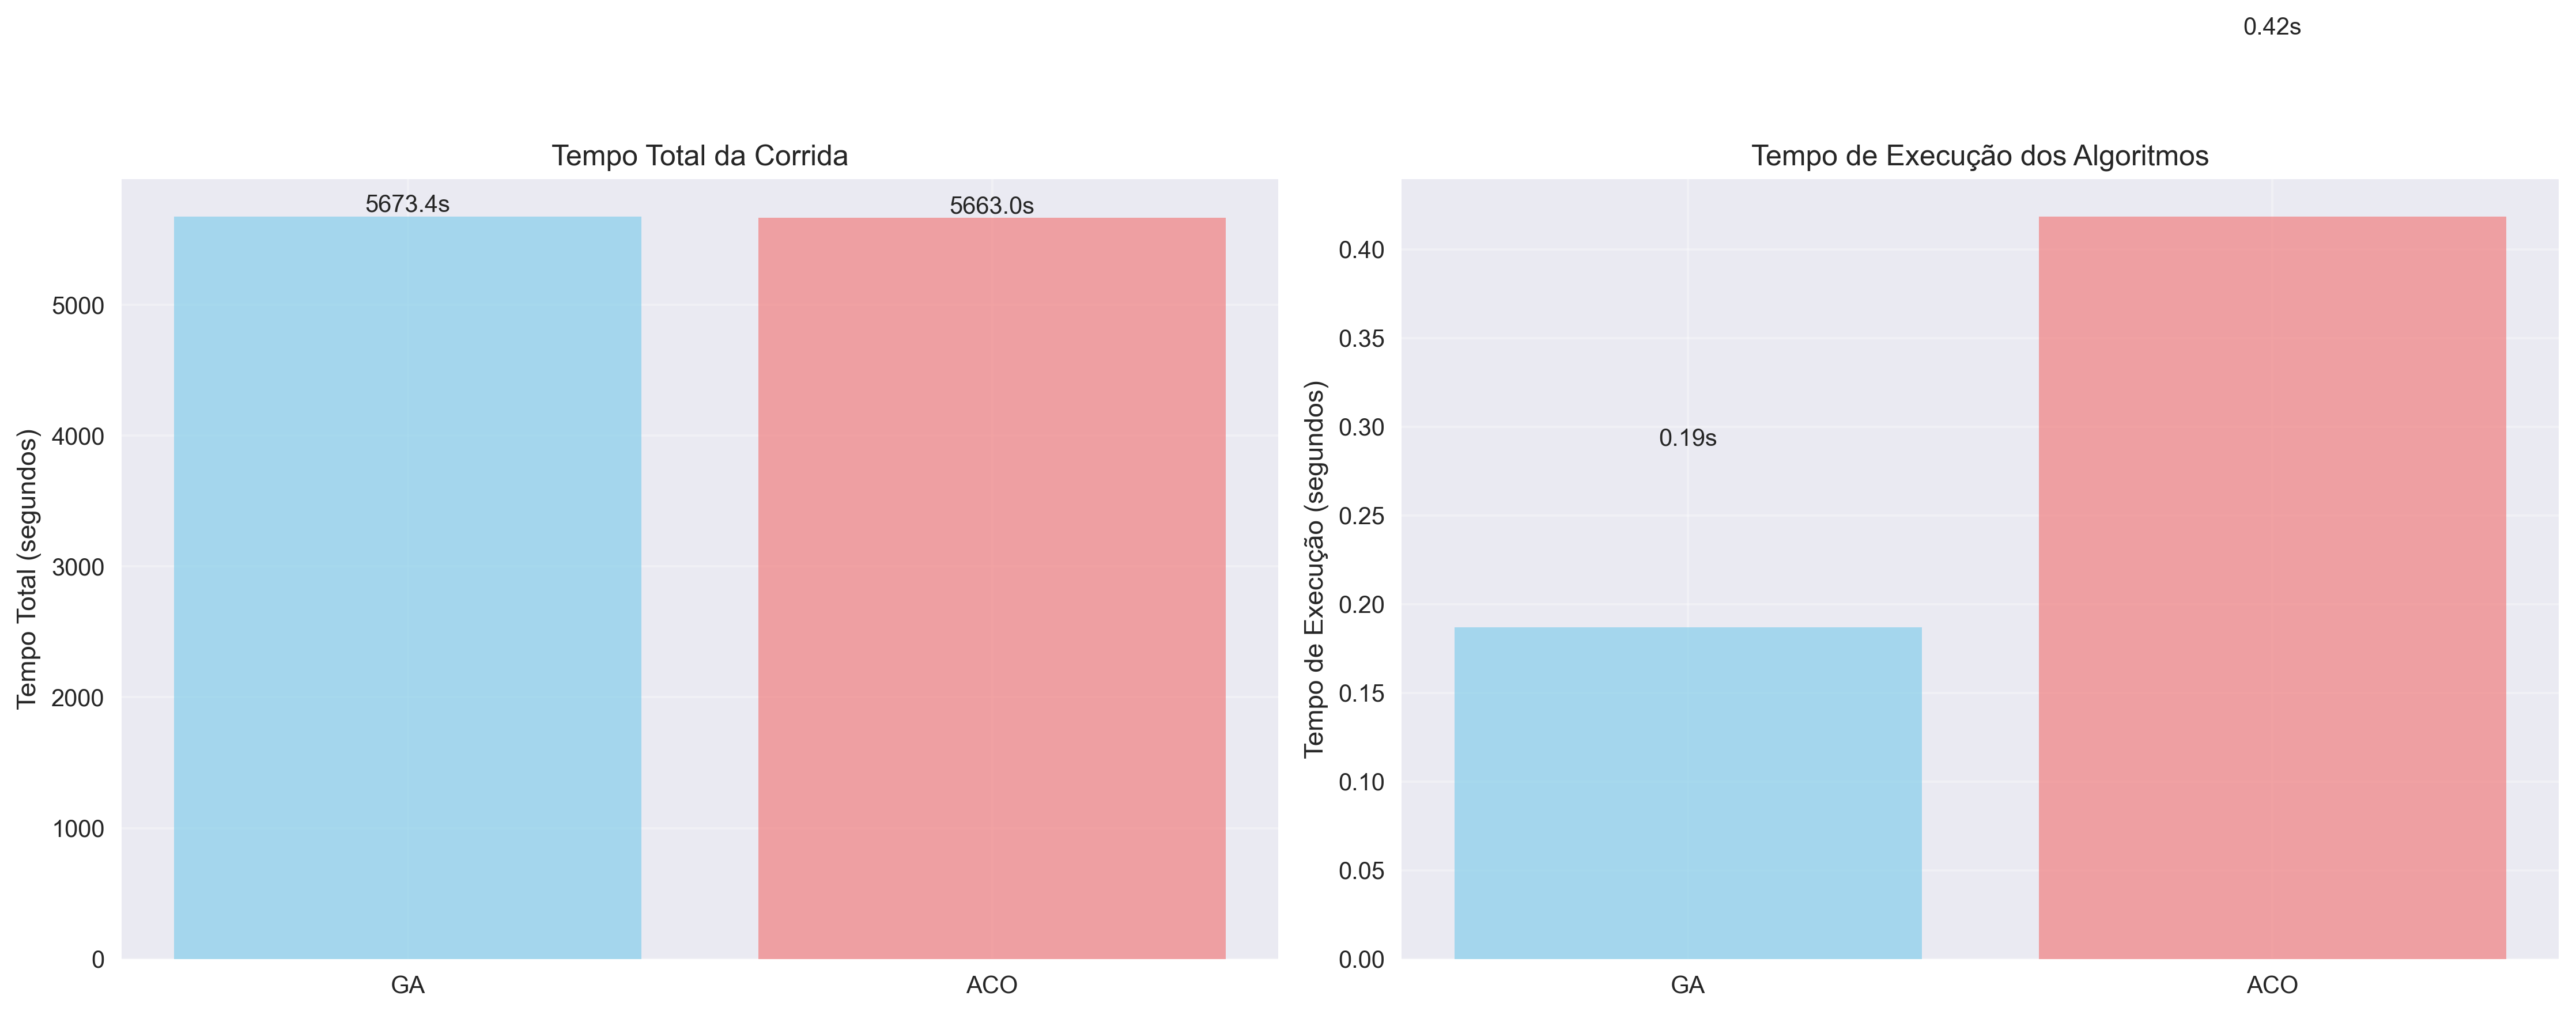 0.42s
Tempo Total da Corrida
5673.4s
5663.0s
5000
4000
3000
2000
1000
0
Tempo Total (segundos)
GA
ACO
Tempo de Execução dos Algoritmos
0.19s
0.40
0.35
0.30
0.25
0.20
0.15
0.10
0.05
0.00
Tempo de Execução (segundos)
GA
ACO